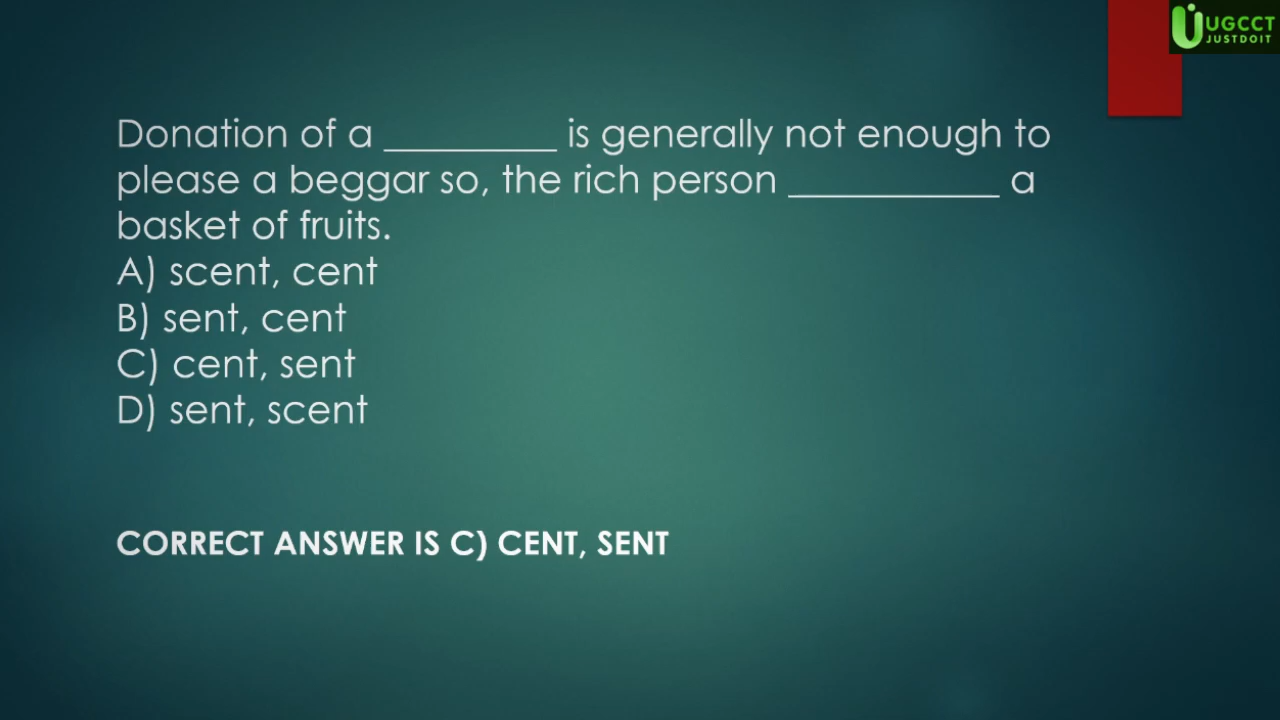 UGCCT
JUSTDOIT
Donation of a _________ is generally not enough to
please a beggar so, the rich person ___________ a
basket of fruits.
A) scent, cent
B) sent, cent
C) cent, sent
D) sent, scent
CORRECT ANSWER IS C) CENT, SENT